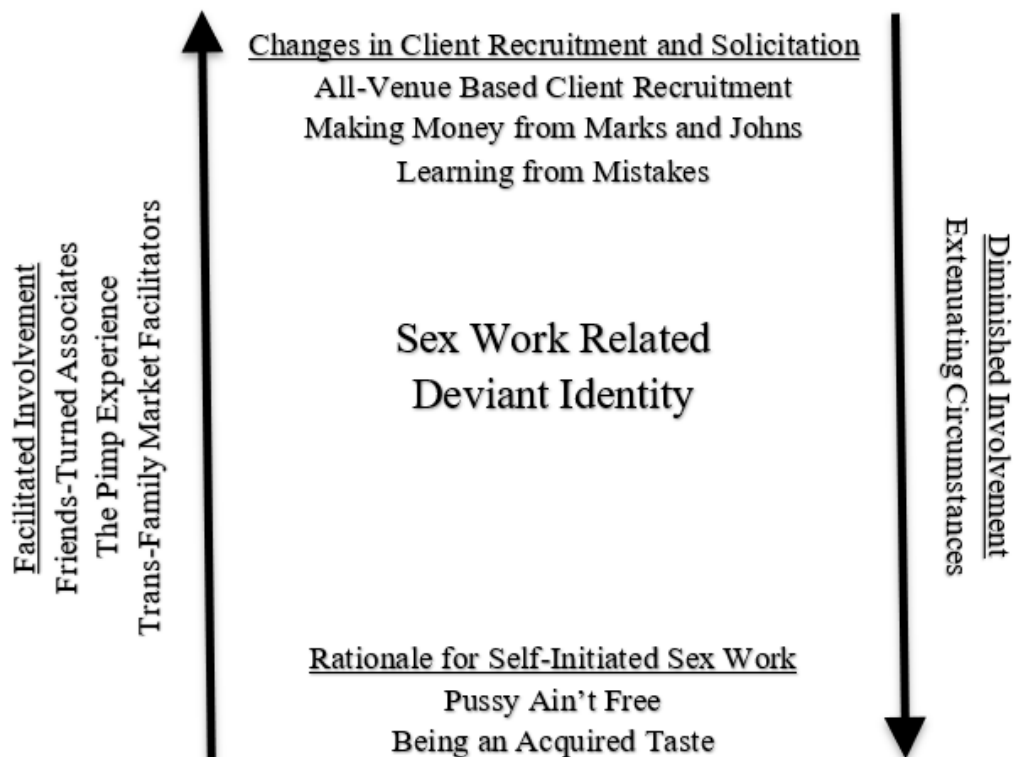 Changes in Client Recruitment and Solicitation
All-Venue Based Client Recruitment
Making Money from Marks and Johns
Learning from Mistakes
Facilitated Involvement
Friends-Turned Associates
The Pimp Experience
Trans-Family Market Facilitators
Sex Work Related
Deviant Identity
Diminished Involvement
Extenuating Circumstances
Rationale for Self-Initiated Sex Work
Pussy Ain’t Free
Being an Acquired Taste